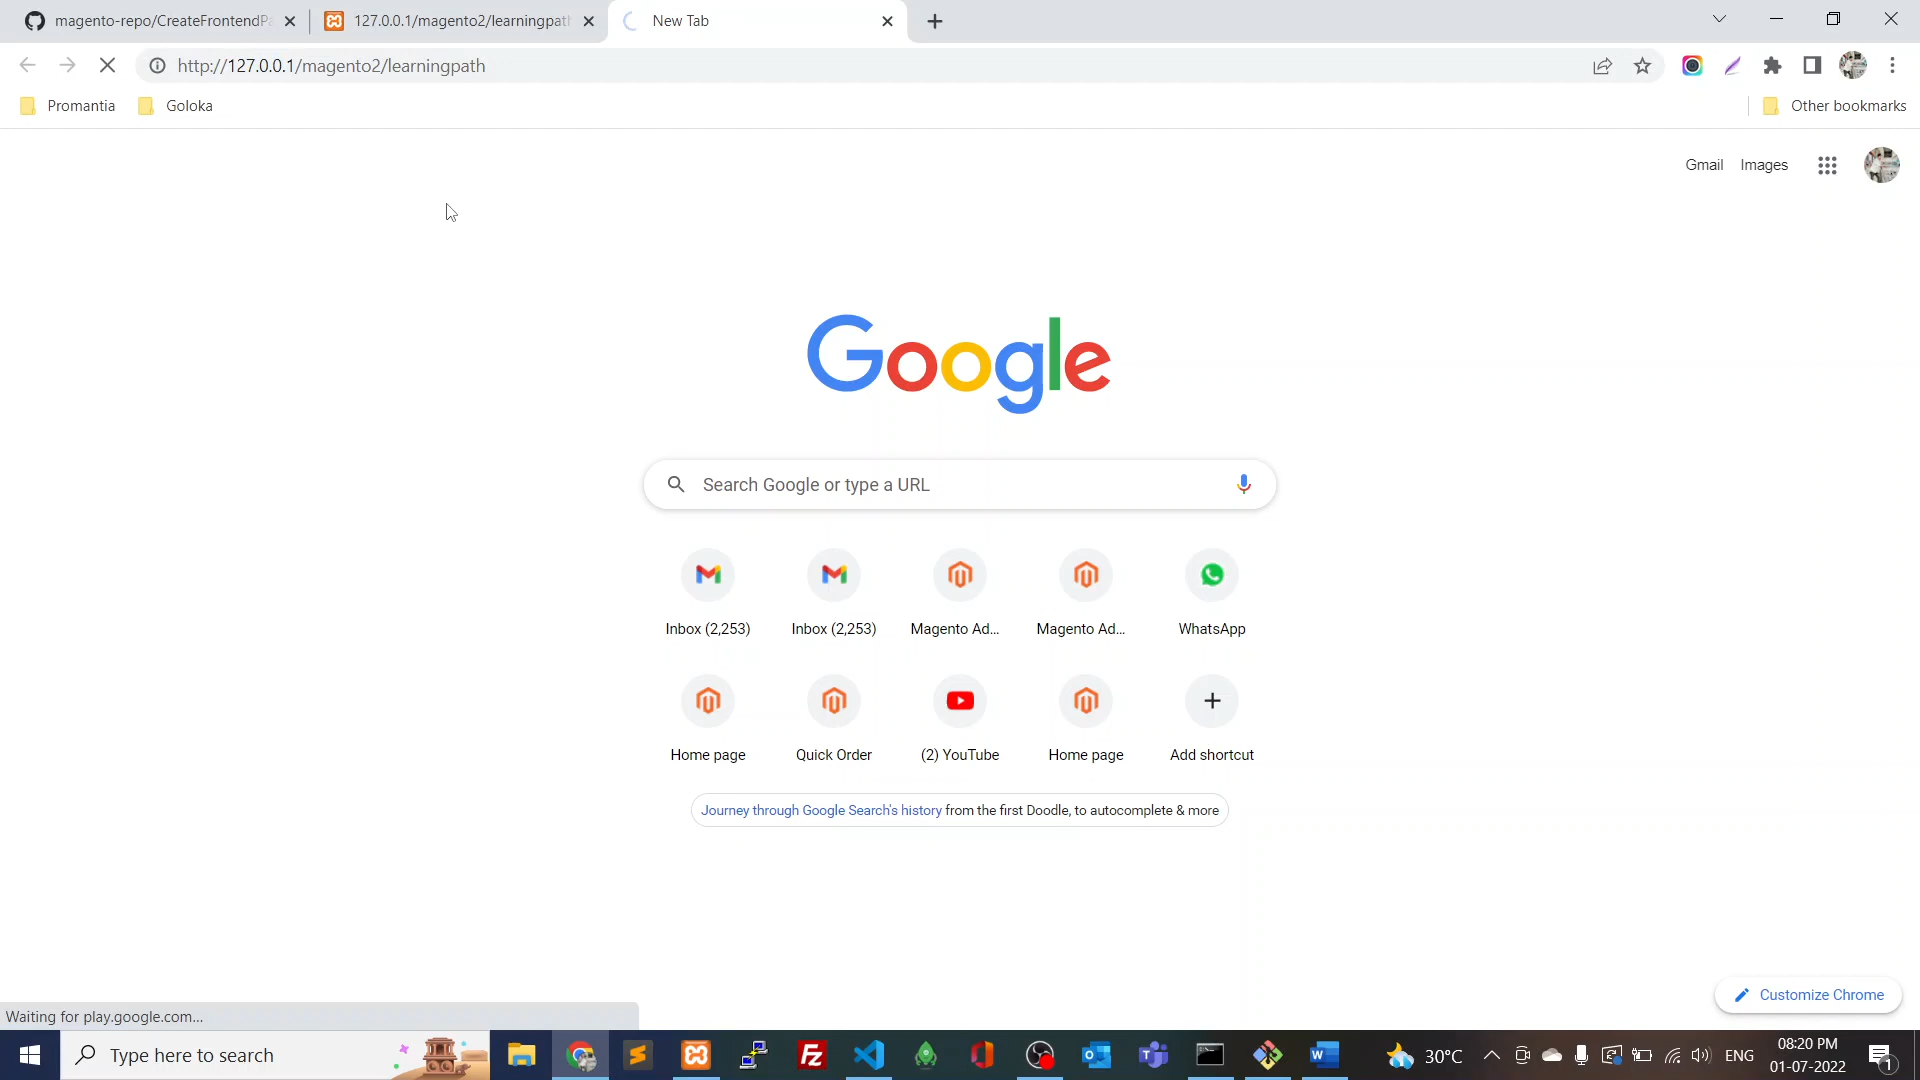 magento-repo/CreateFrontendPa
127.0.0.1/magento2/learningpath
New Tab
http://127.0.0.1/magento2/learningpath
Promantia
Goloka
Other bookmarks
Gmail
Images
Google
Search Google or type a URL
Inbox (2,253)
Inbox (2,253)
Magento Ad...
Magento Ad...
WhatsApp
Home page
Quick Order
(2) YouTube
Home page
Add shortcut
Journey through Google Search's history from the first Doodle, to autocomplete & more
Customize Chrome
Waiting for play.google.com...
Type here to search
30°C
ENG
08:20 PM
01-07-2022
1